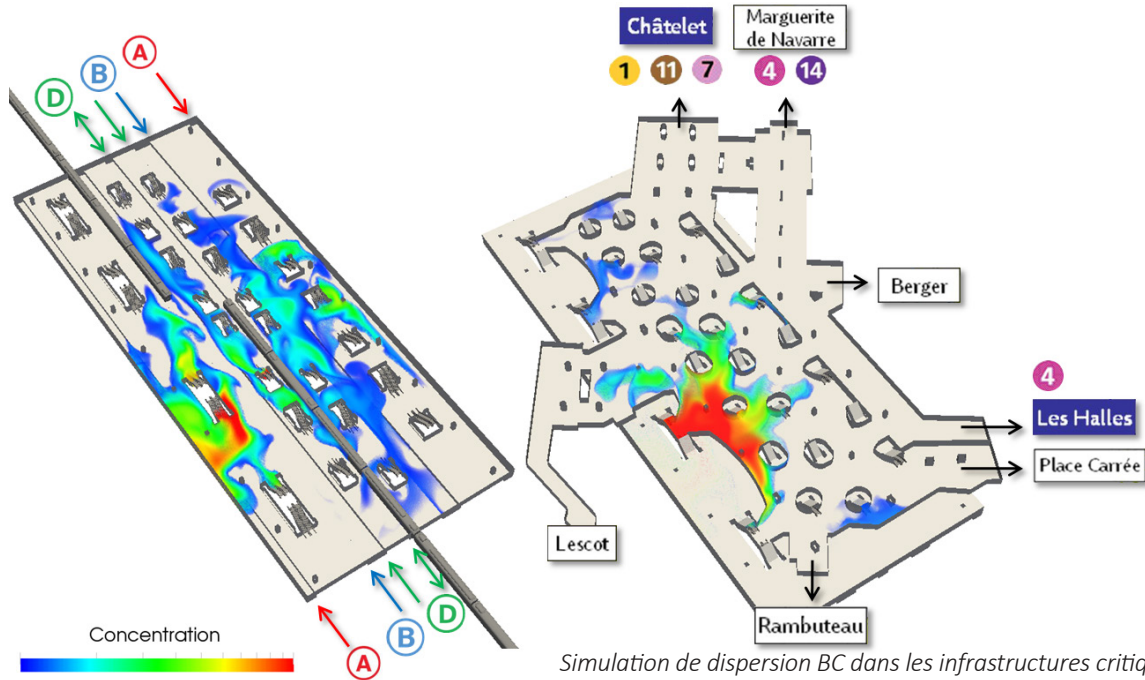 Châtelet
Marguerite
de Navarre
1 11 7
4 14
A
B
D
Berger
4
Les Halles
Place Carrée
Lescot
Rambuteau
D
B
A
Concentration
Simulation de dispersion BC dans les infrastructures